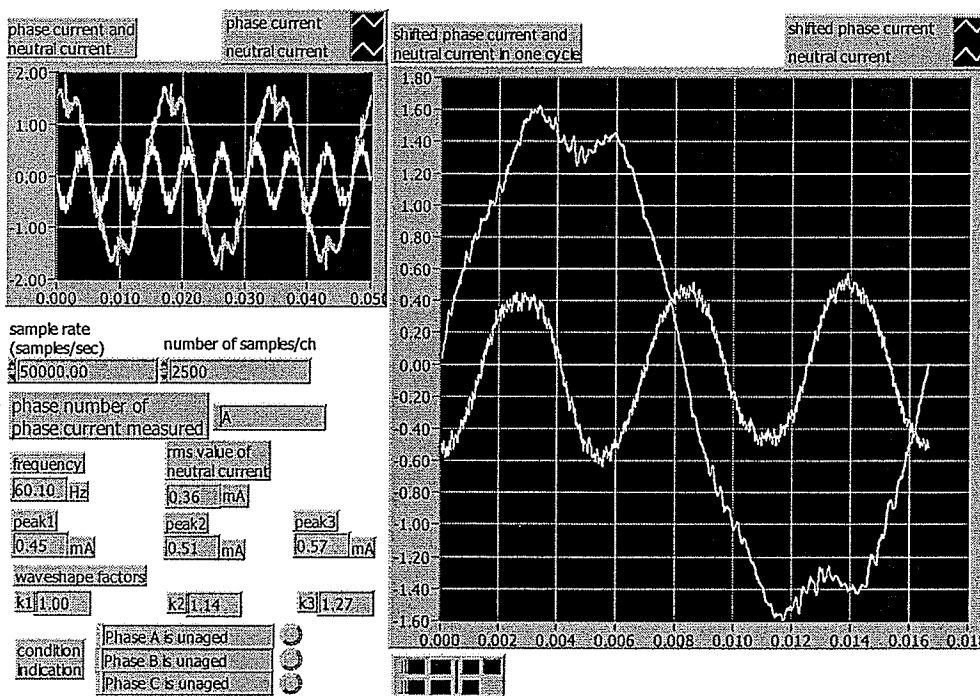 phase current and
neutral current
phase current
neutral current
2.00
1.00
0.00
-1.00
-2.00
0.000 0.010 0.020 0.030 0.040 0.050
shifted phase current and
neutral current in one cycle
shifted phase current
neutral current
1.80
1.60
1.40
1.20
1.00
0.80
0.60
0.40
0.20
0.00
-0.20
-0.40
-0.60
-0.80
-1.00
-1.20
-1.40
-1.60
0.000 0.002 0.004 0.006 0.008 0.010 0.012 0.014 0.016 0.018
sample rate
(samples/sec)
number of samples/ch
50000.00
2500
phase number of
phase current measured
A
frequency
60.10 Hz
rms value of
neutral current
0.36 mA
peak1
0.45 mA
peak2
0.51 mA
peak3
0.57 mA
waveshape factors
k1 1.00
k2 1.14
k3 1.27
condition
indication
Phase A is unaged
Phase B is unaged
Phase C is unaged